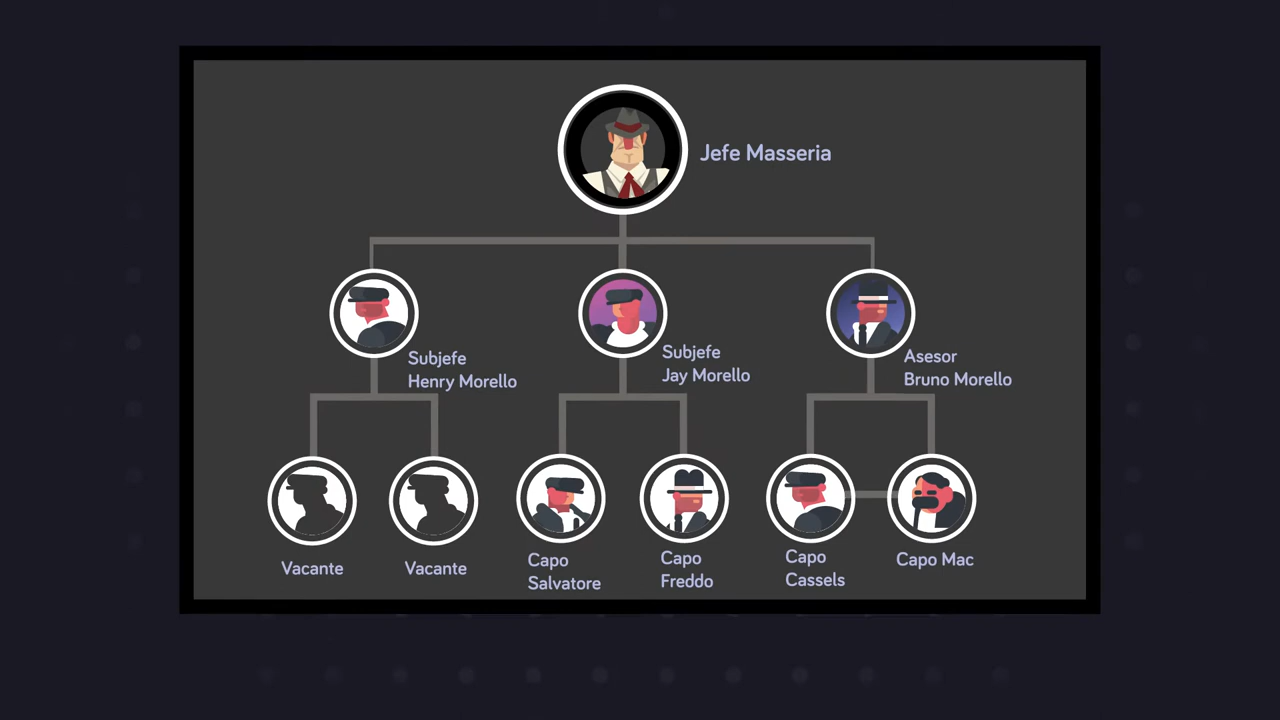 Jefe Masseria
Subjefe
Henry Morello
Subjefe
Jay Morello
Asesor
Bruno Morello
Vacante
Vacante
Capo
Salvatore
Capo
Freddo
Capo
Cassels
Capo Mac